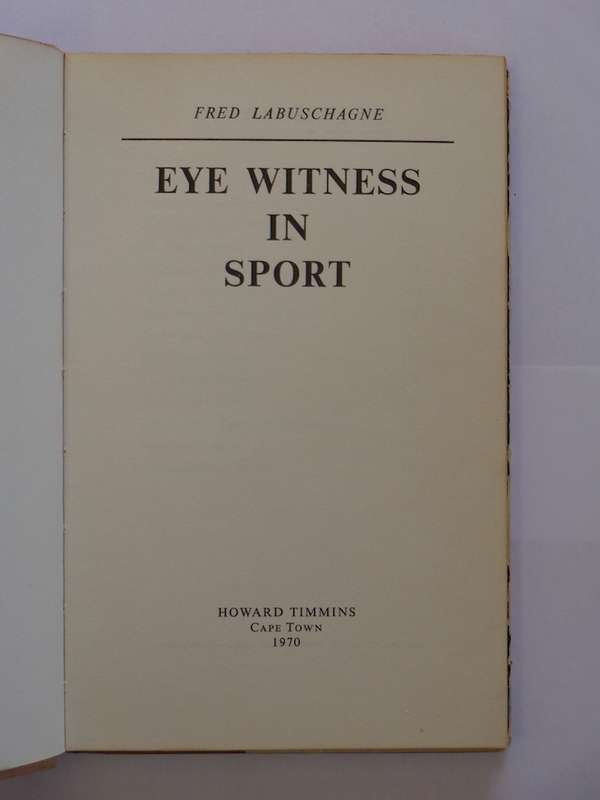 FRED LABUSCHAGNE
EYE WITNESS
IN
SPORT
HOWARD TIMMINS
CAPE TOWN
1970